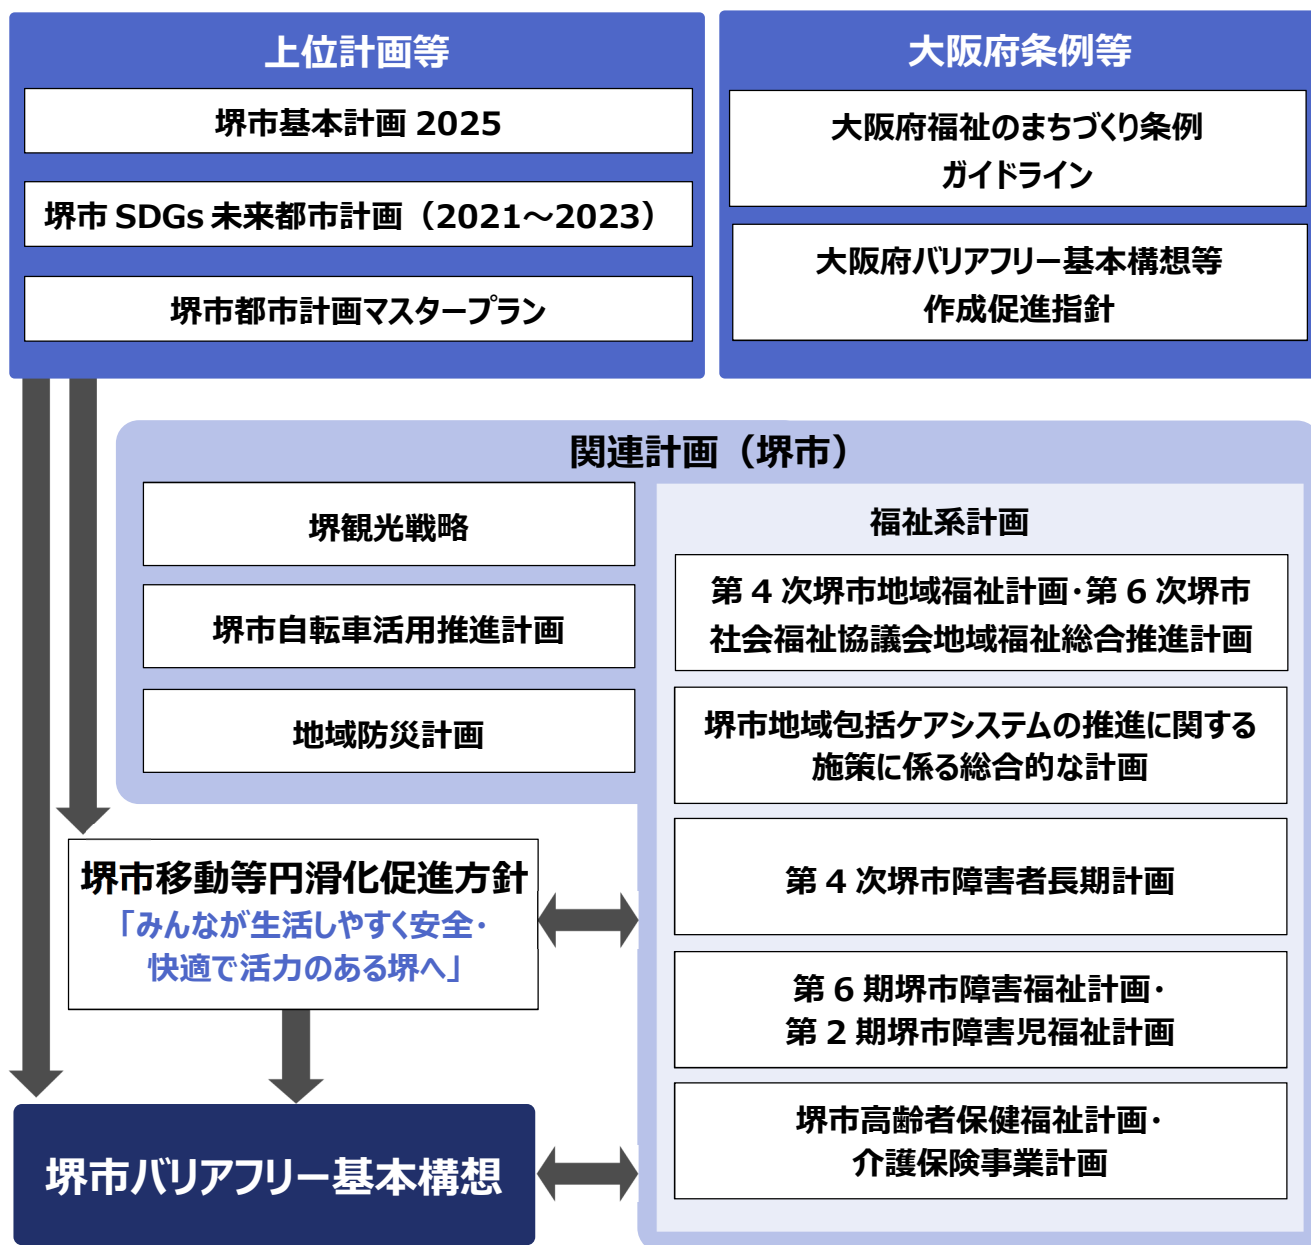 上位計画等
堺市基本計画 2025
堺市 SDGs 未来都市計画（2021～2023）
堺市都市計画マスタープラン
大阪府条例等
大阪府福祉のまちづくり条例
ガイドライン
大阪府バリアフリー基本構想等
作成促進指針
関連計画（堺市）
堺観光戦略
堺市自転車活用推進計画
地域防災計画
福祉系計画
第 4 次堺市地域福祉計画・第 6 次堺市
社会福祉協議会地域福祉総合推進計画
堺市地域包括ケアシステムの推進に関する
施策に係る総合的な計画
第 4 次堺市障害者長期計画
第 6 期堺市障害福祉計画・
第 2 期堺市障害児福祉計画
堺市高齢者保健福祉計画・
介護保険事業計画
堺市移動等円滑化促進方針
「みんなが生活しやすく安全・
快適で活力のある堺へ」
堺市バリアフリー基本構想